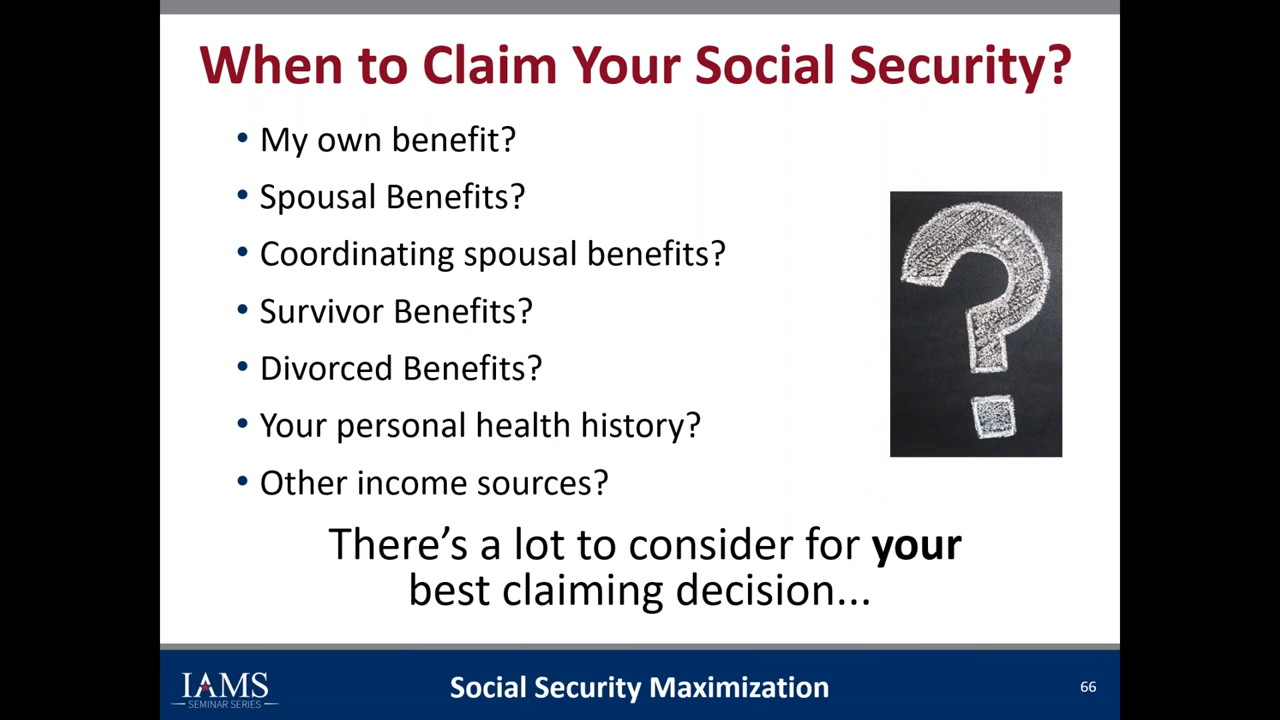 When to Claim Your Social Security?
• My own benefit?
• Spousal Benefits?
• Coordinating spousal benefits?
• Survivor Benefits?
• Divorced Benefits?
• Your personal health history?
• Other income sources?
There's a lot to consider for your
best claiming decision...
IAMS
SEMINAR SERIES
Social Security Maximization
66